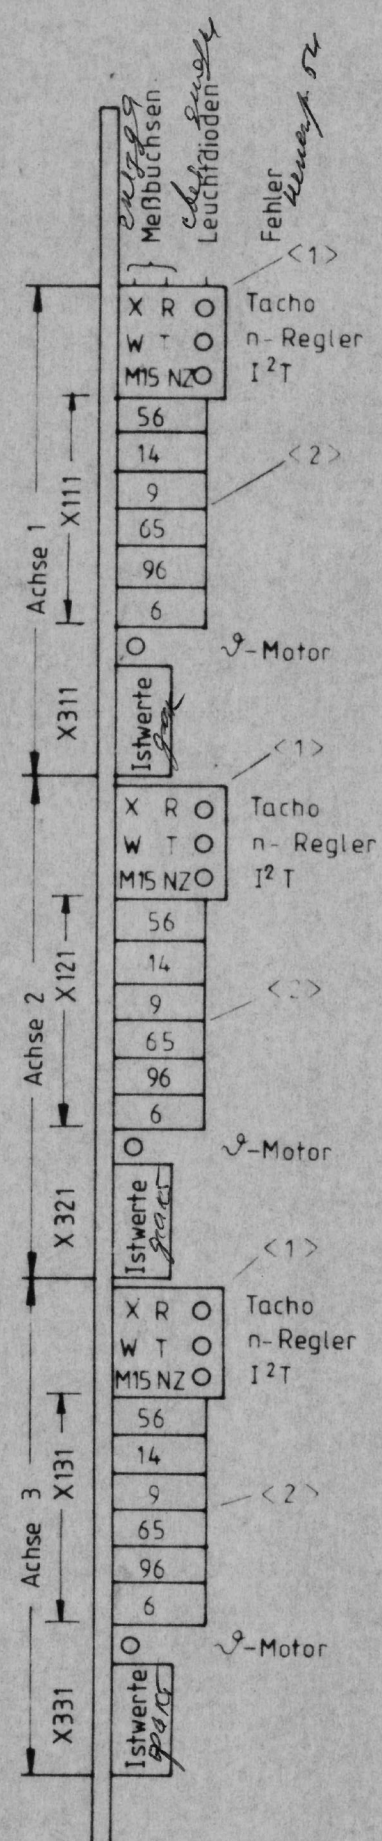 Meßbuchsen
Leuchtdioden
Fehler
<1>
X R Tacho
W T n-Regler
M15 NZ I²T
56
14
<2>
9
65
96
6
ϑ-Motor
Istwerte
Achse 1
X111
X311
<1>
X R Tacho
W T n-Regler
M15 NZ I²T
56
14
<2>
9
65
96
6
ϑ-Motor
Istwerte
Achse 2
X121
X321
<1>
X R Tacho
W T n-Regler
M15 NZ I²T
56
14
9
<2>
65
96
6
ϑ-Motor
Istwerte
Achse 3
X131
X331